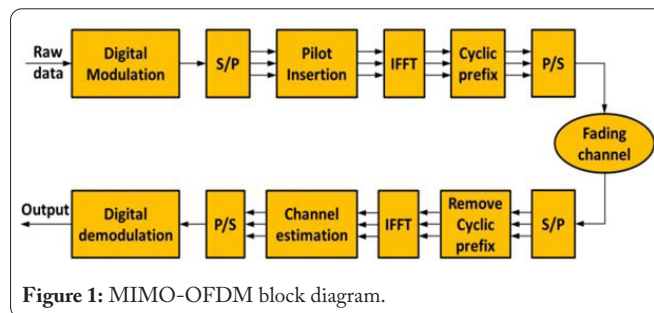 Raw
data
Digital
Modulation
S/P
Pilot
Insertion
IFFT
Cyclic
prefix
P/S
Fading
channel
Output
Digital
demodulation
P/S
Channel
estimation
IFFT
Remove
Cyclic
prefix
S/P
Figure 1: MIMO-OFDM block diagram.